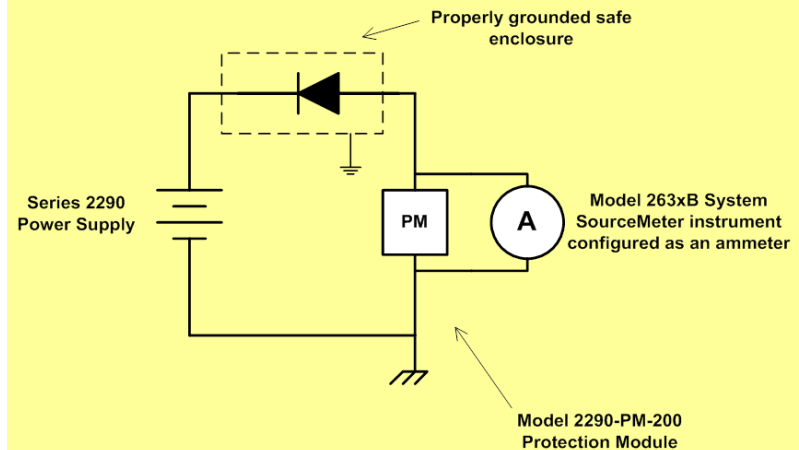 Properly grounded safe
enclosure
Series 2290
Power Supply
PM
A
Model 263xB System
SourceMeter instrument
configured as an ammeter
Model 2290-PM-200
Protection Module